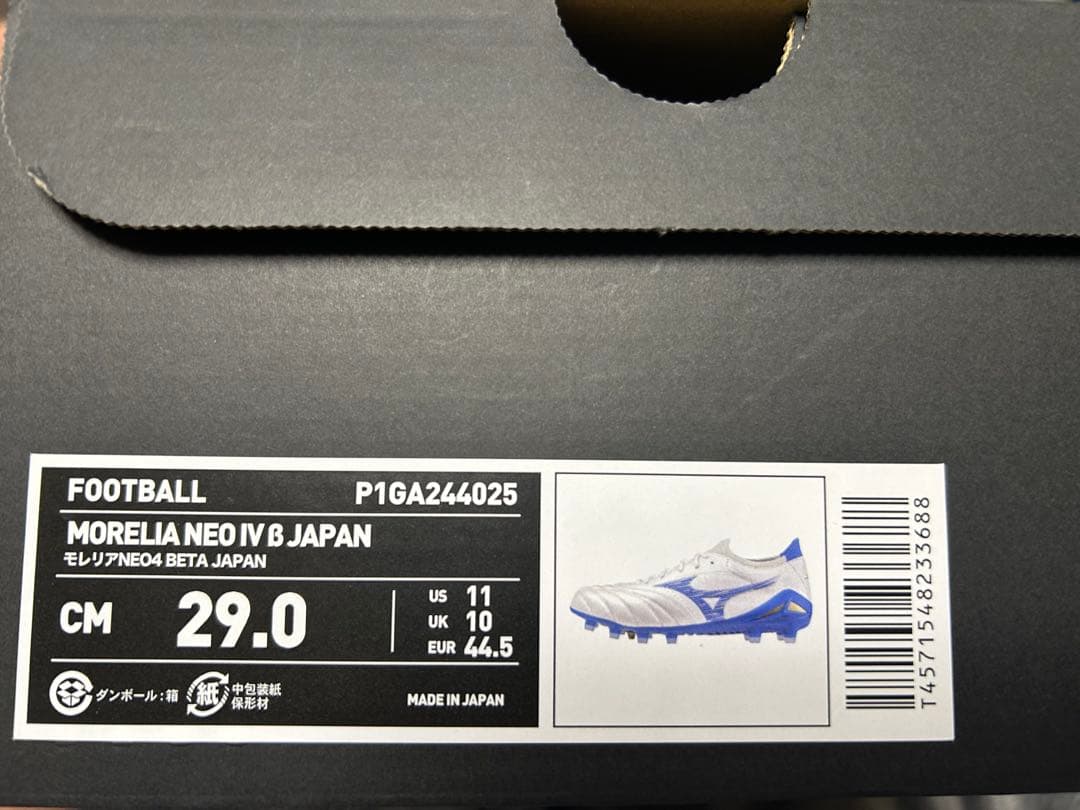 FOOTBALL P1GA244025
MORELIA NEO IV β JAPAN
モレリアNEO4 BETA JAPAN
CM 29.0
US 11
UK 10
EUR 44.5
ダンボール:箱 紙 中包装紙
保形材
MADE IN JAPAN
T4571548233688